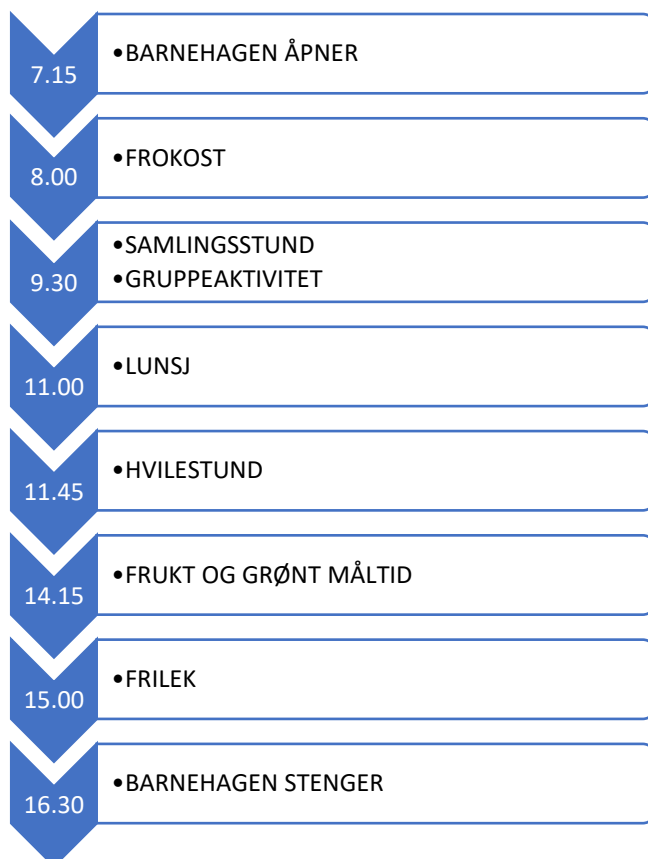 7.15
•BARNEHAGEN ÅPNER
8.00
•FROKOST
9.30
•SAMLINGSSTUND
•GRUPPEAKTIVITET
11.00
•LUNSJ
11.45
•HVILESTUND
14.15
•FRUKT OG GRØNT MÅLTID
15.00
•FRILEK
16.30
•BARNEHAGEN STENGER